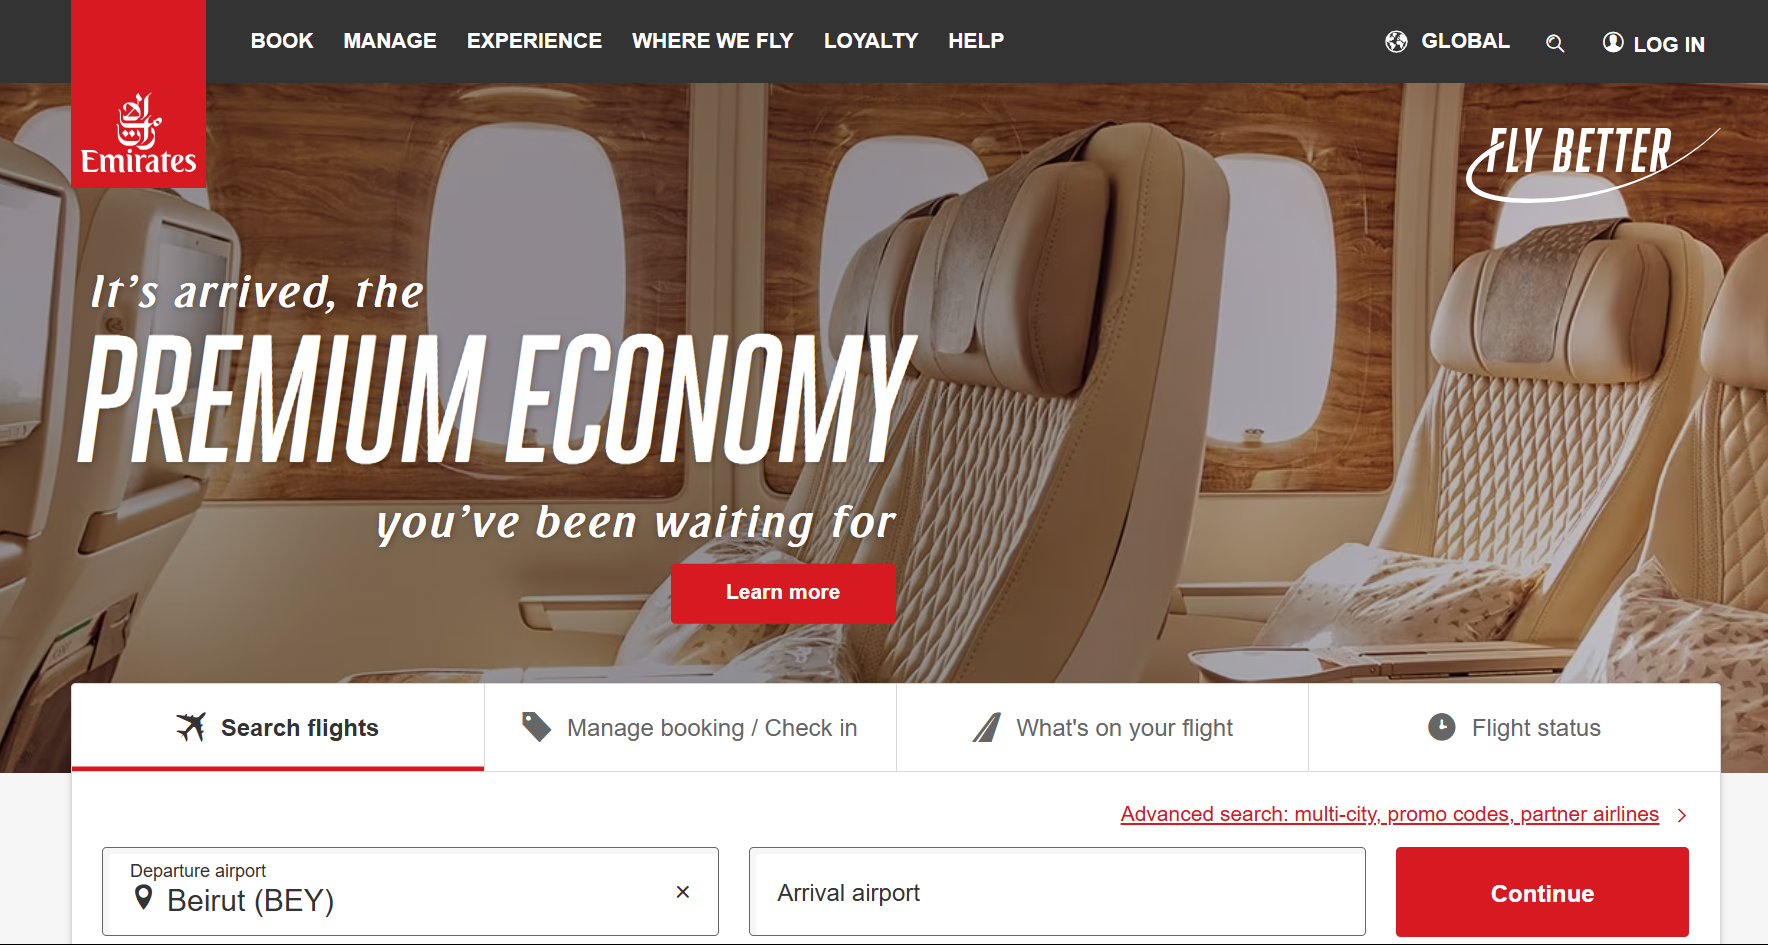 BOOK MANAGE EXPERIENCE WHERE WE FLY LOYALTY HELP GLOBAL LOG IN
Emirates
FLY BETTER
It's arrived, the
PREMIUM ECONOMY
you've been waiting for
Learn more
Search flights
Manage booking / Check in
What's on your flight
Flight status
Advanced search: multi-city, promo codes, partner airlines
Departure airport
Beirut (BEY)
Arrival airport
Continue